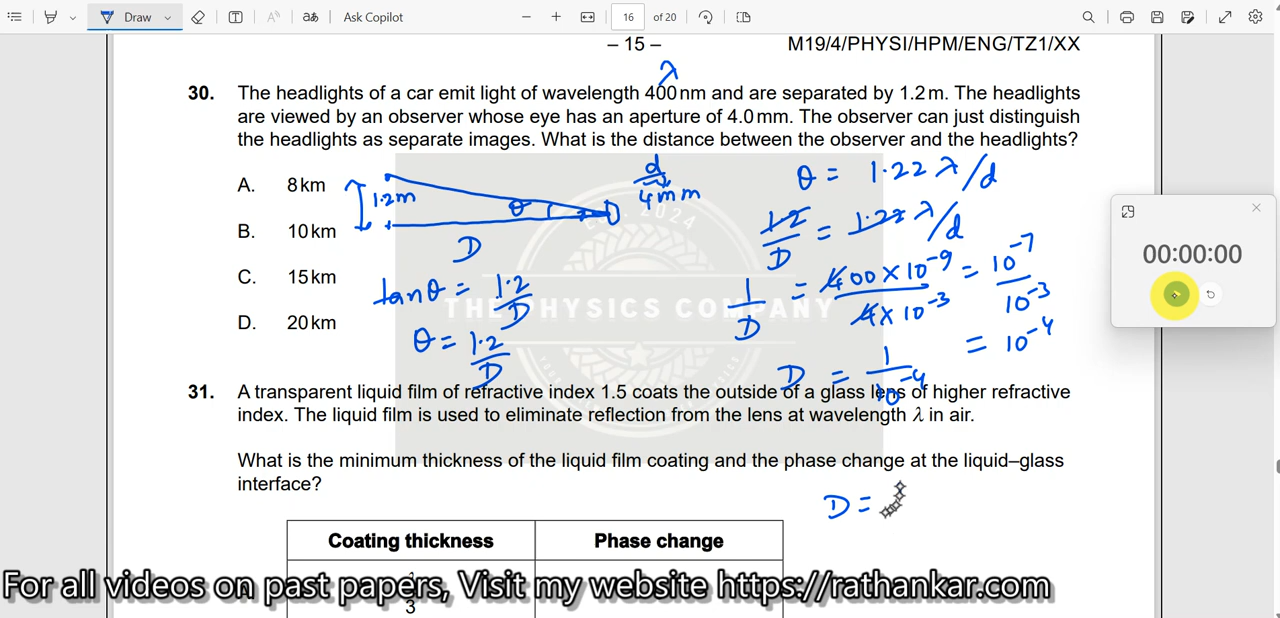 Draw
Ask Copilot
16 of 20
– 15 –
M19/4/PHYSI/HPM/ENG/TZ1/XX
λ
30. The headlights of a car emit light of wavelength 400 nm and are separated by 1.2 m. The headlights
are viewed by an observer whose eye has an aperture of 4.0 mm. The observer can just distinguish
the headlights as separate images. What is the distance between the observer and the headlights?
A. 8 km
B. 10 km
C. 15 km
D. 20 km
1.2m
θ
D
d
4mm
tanθ = 1.2/D
θ = 1.2/D
θ = 1.22 λ/d
1.2/D = 1.22 λ/d
1/D = 400 × 10⁻⁹ / 4 × 10⁻³ = 10⁻⁷/10⁻³
= 10⁻⁴
D = 1/10⁻⁴
THE PHYSICS COMPANY
2024
00:00:00
31. A transparent liquid film of refractive index 1.5 coats the outside of a glass lens of higher refractive
index. The liquid film is used to eliminate reflection from the lens at wavelength λ in air.
What is the minimum thickness of the liquid film coating and the phase change at the liquid–glass
interface?
D =
Coating thickness
Phase change
3
For all videos on past papers, Visit my website https://rathankar.com